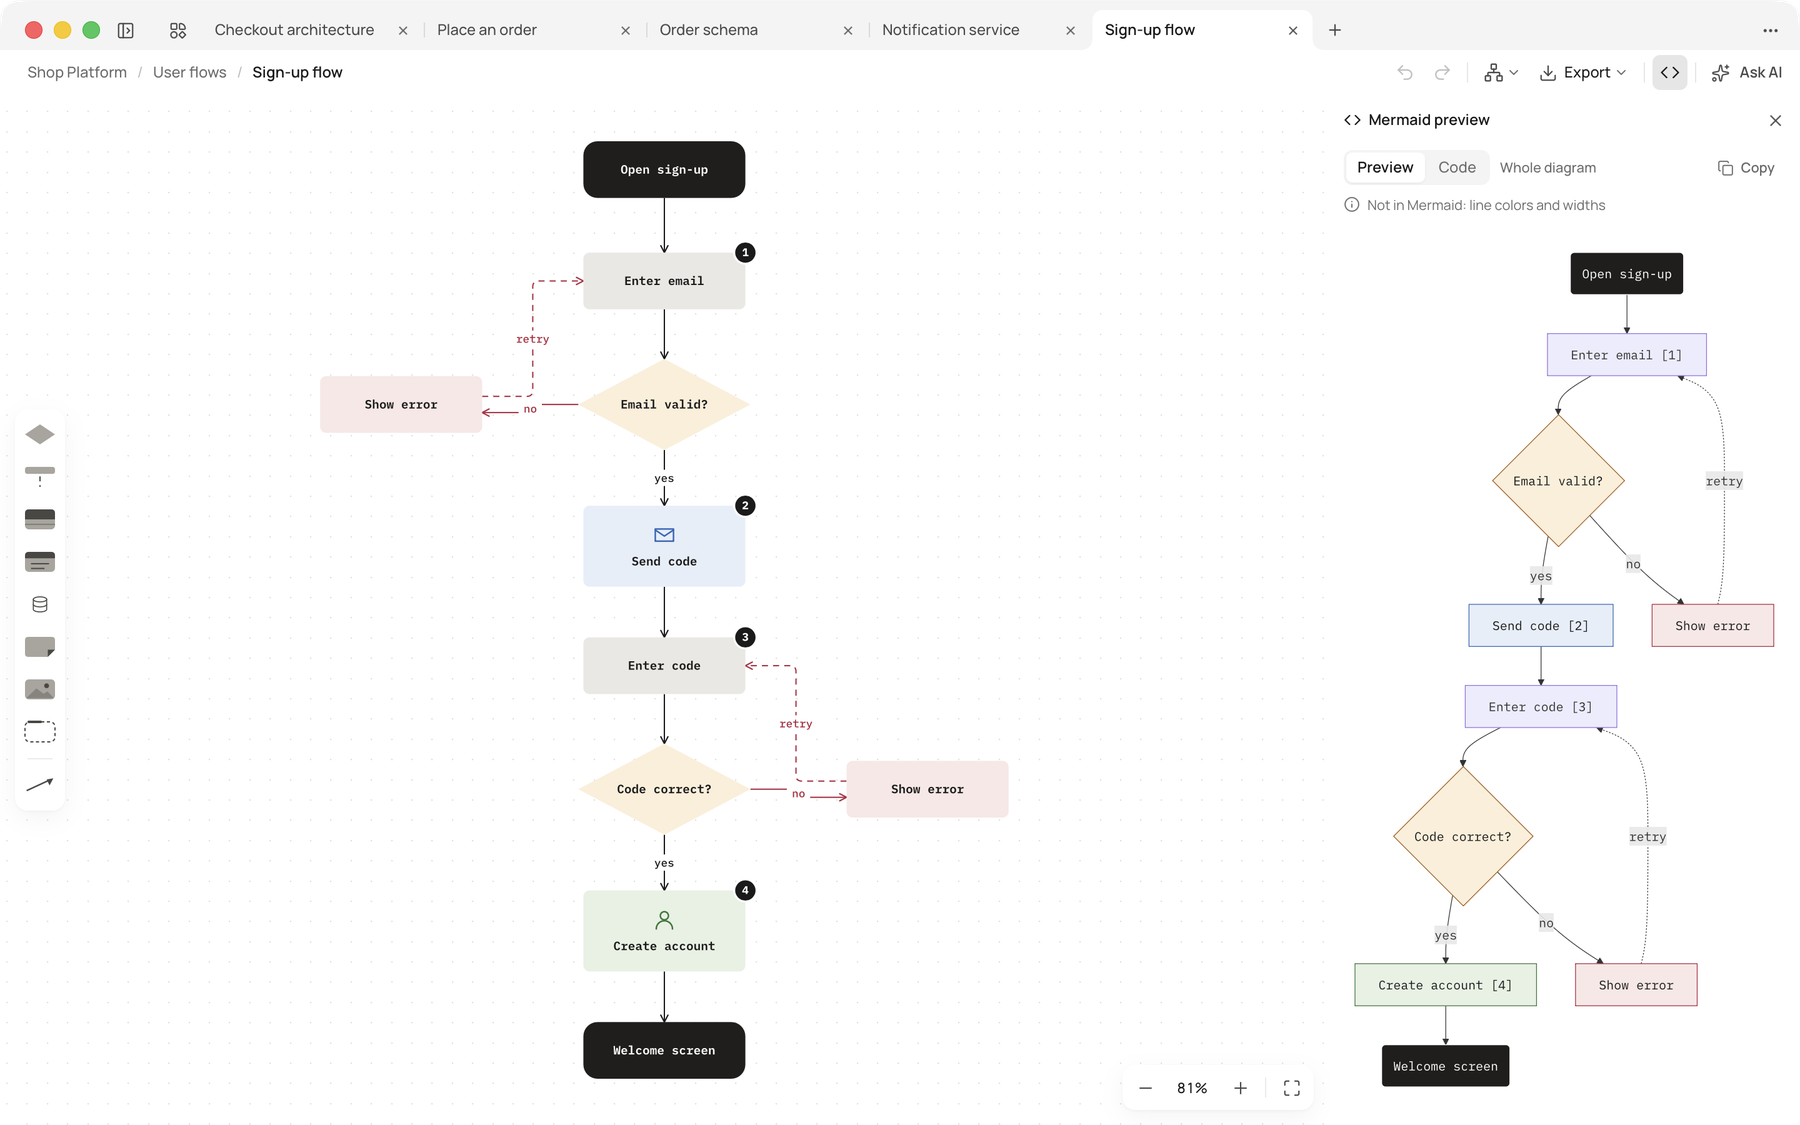 Checkout architecture
Place an order
Order schema
Notification service
Sign-up flow
Shop Platform / User flows / Sign-up flow
Export
Ask AI
Open sign-up
1
Enter email
retry
Show error
no
Email valid?
yes
2
Send code
3
Enter code
retry
Code correct?
no
Show error
yes
4
Create account
Welcome screen
81%
Mermaid preview
Preview
Code
Whole diagram
Copy
Not in Mermaid: line colors and widths
Open sign-up
Enter email [1]
Email valid?
retry
no
yes
Send code [2]
Show error
Enter code [3]
Code correct?
retry
no
yes
Create account [4]
Show error
Welcome screen